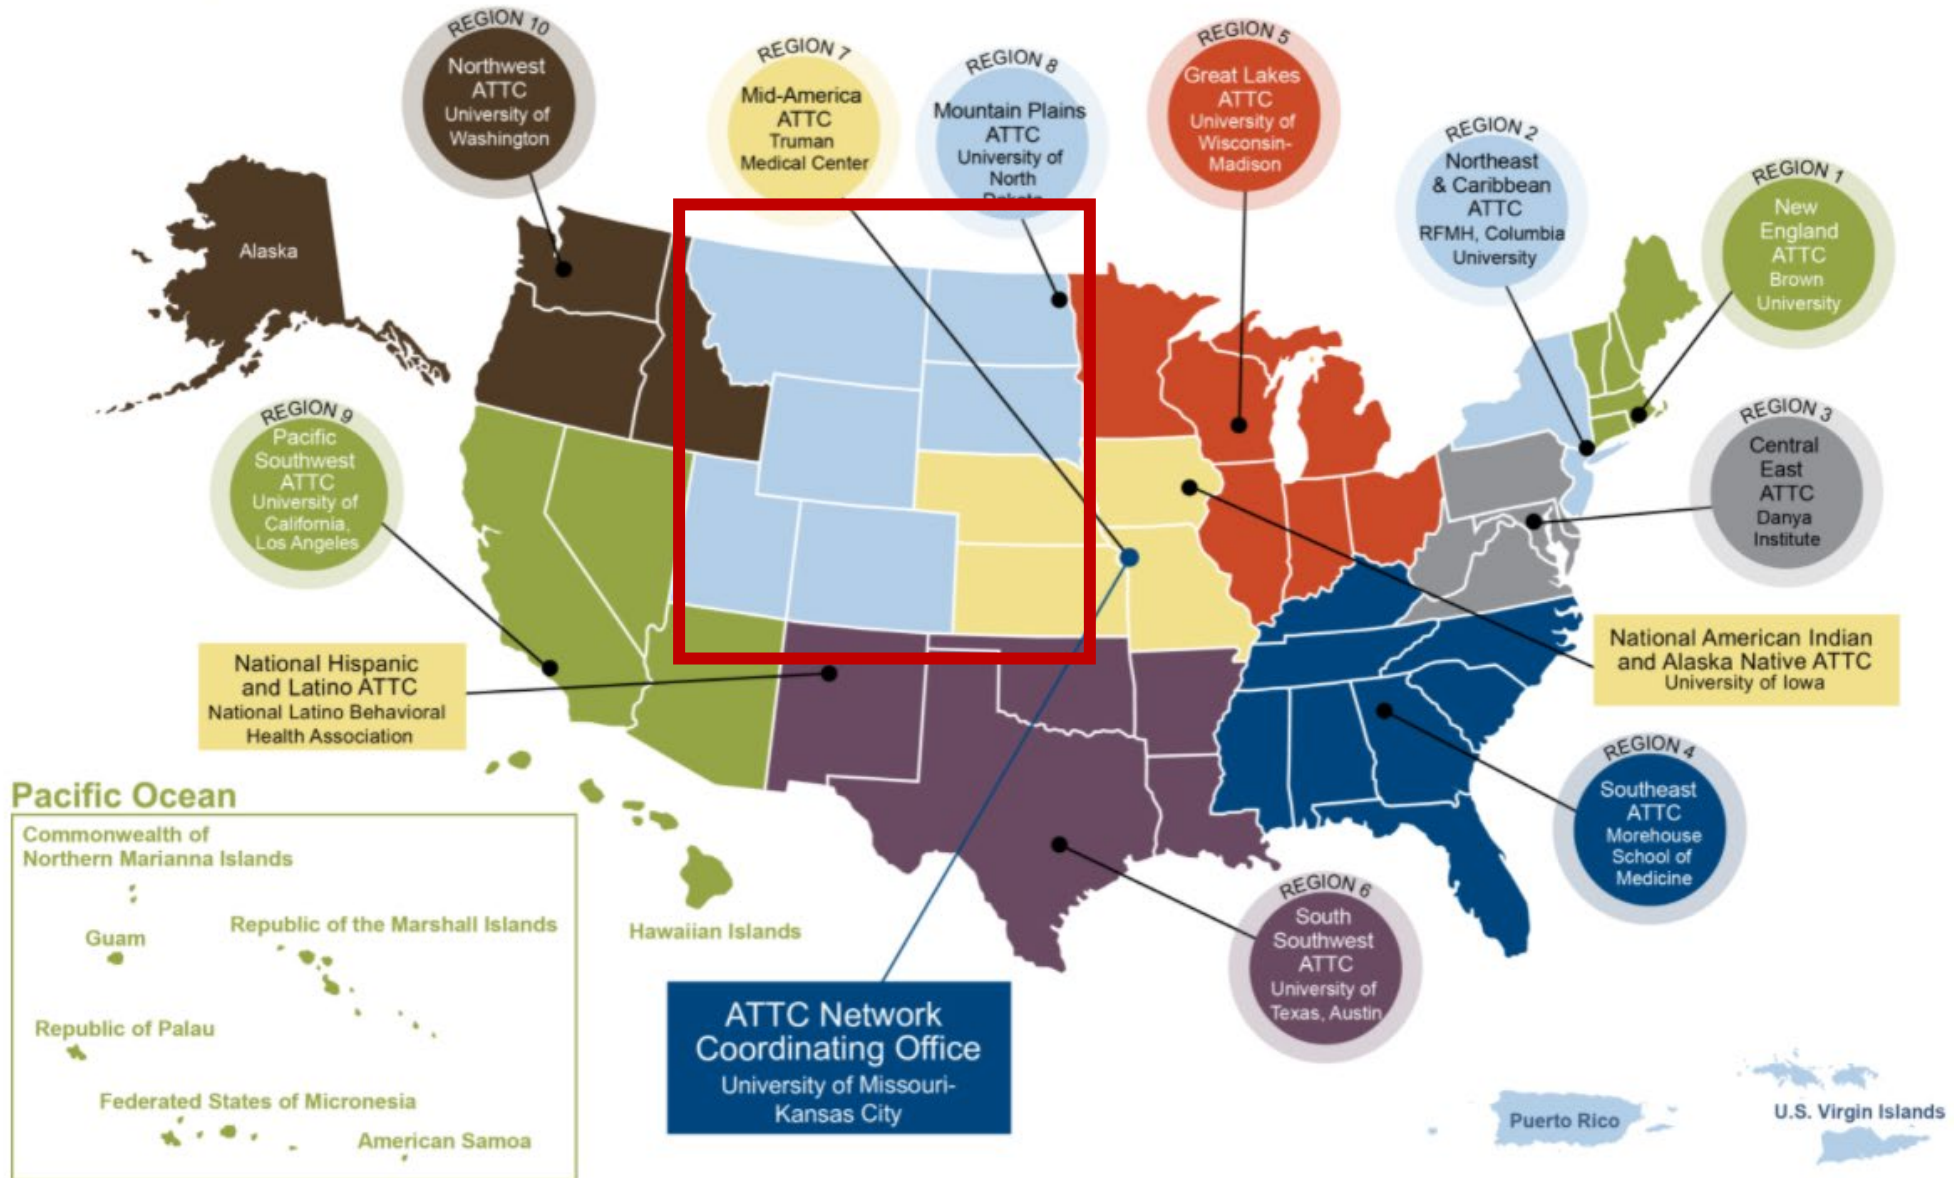 REGION 10
Northwest
ATTC
University of
Washington
REGION 7
Mid-America
ATTC
Truman
Medical Center
REGION 8
Mountain Plains
ATTC
University of
North
Dakota
REGION 5
Great Lakes
ATTC
University of
Wisconsin-
Madison
REGION 2
Northeast
& Caribbean
ATTC
RFMH, Columbia
University
REGION 1
New
England
ATTC
Brown
University
Alaska
REGION 9
Pacific
Southwest
ATTC
University of
California,
Los Angeles
REGION 3
Central
East
ATTC
Danya
Institute
National Hispanic
and Latino ATTC
National Latino Behavioral
Health Association
National American Indian
and Alaska Native ATTC
University of Iowa
REGION 4
Southeast
ATTC
Morehouse
School of
Medicine
Pacific Ocean
Commonwealth of
Northern Marianna Islands
Guam
Republic of the Marshall Islands
Republic of Palau
Federated States of Micronesia
American Samoa
Hawaiian Islands
REGION 6
South
Southwest
ATTC
University of
Texas, Austin
ATTC Network
Coordinating Office
University of Missouri-
Kansas City
Puerto Rico
U.S. Virgin Islands